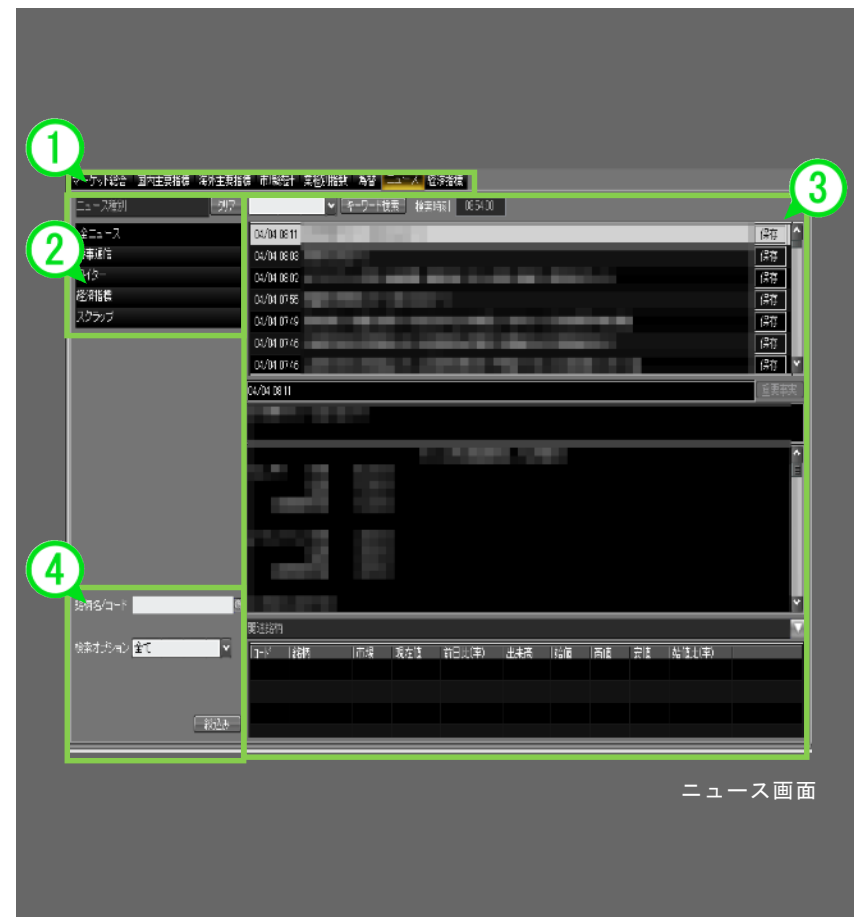 1
マーケット総合 国内主要指標 海外主要指標 市場統計 業種別指数 為替 ニュース 経済指標
3
ニュース種別 クリア
キーワード検索 検索時刻 08:54:00
2
全ニュース
時事通信
ロイター
経済指標
スクラップ
04/04 08:11 保存
04/04 08:03 保存
04/04 08:02 保存
04/04 07:56 保存
04/04 07:49 保存
04/04 07:46 保存
04/04 07:46 保存
04/04 08:11 重要事実
4
銘柄名/コード
検索オプション 全て
絞込み
関連銘柄
コード 銘柄 市場 現在値 前日比(率) 出来高 始値 高値 安値 始値比(率)
ニュース画面